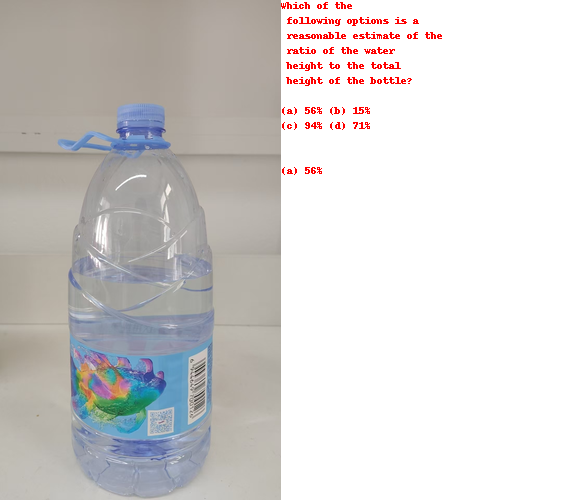 Which of the
following options is a
reasonable estimate of the
ratio of the water
height to the total
height of the bottle?
(a) 56% (b) 15%
(c) 94% (d) 71%
(a) 56%